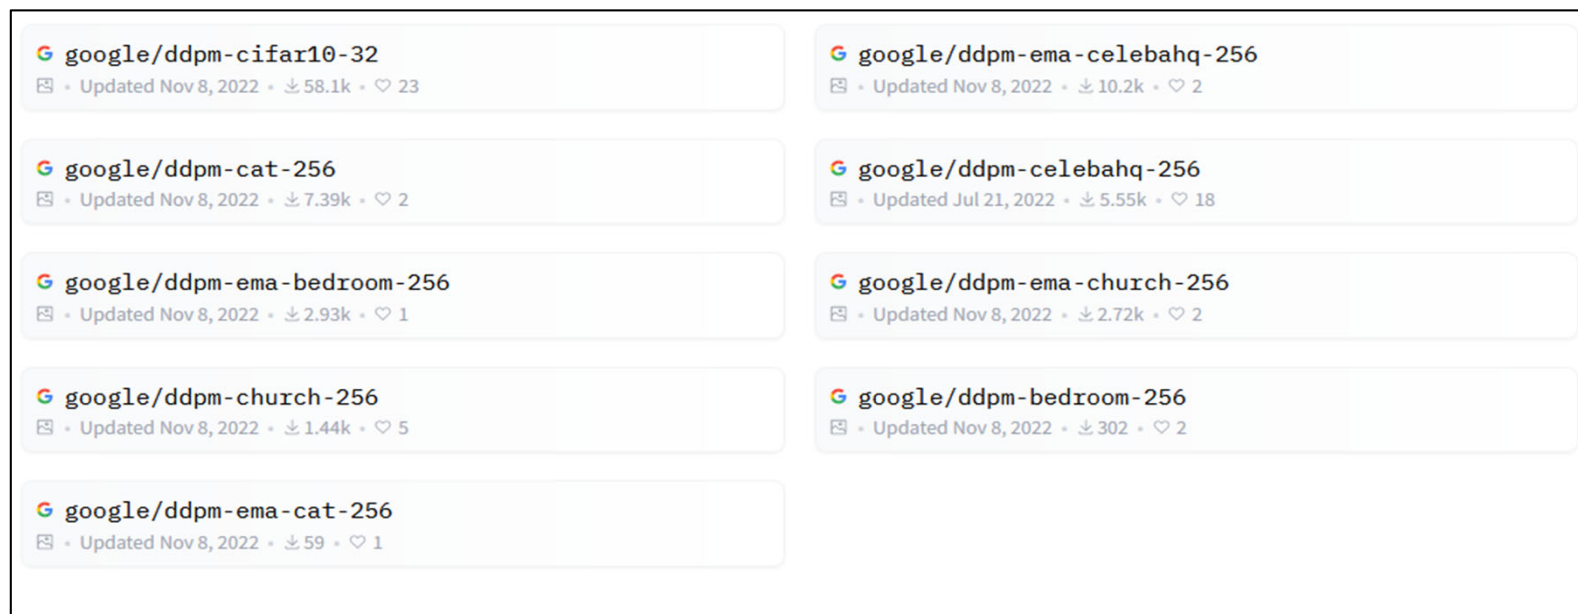 google/ddpm-cifar10-32
Updated Nov 8, 2022 • 58.1k • 23
google/ddpm-ema-celebahq-256
Updated Nov 8, 2022 • 10.2k • 2
google/ddpm-cat-256
Updated Nov 8, 2022 • 7.39k • 2
google/ddpm-celebahq-256
Updated Jul 21, 2022 • 5.55k • 18
google/ddpm-ema-bedroom-256
Updated Nov 8, 2022 • 2.93k • 1
google/ddpm-ema-church-256
Updated Nov 8, 2022 • 2.72k • 2
google/ddpm-church-256
Updated Nov 8, 2022 • 1.44k • 5
google/ddpm-bedroom-256
Updated Nov 8, 2022 • 302 • 2
google/ddpm-ema-cat-256
Updated Nov 8, 2022 • 59 • 1